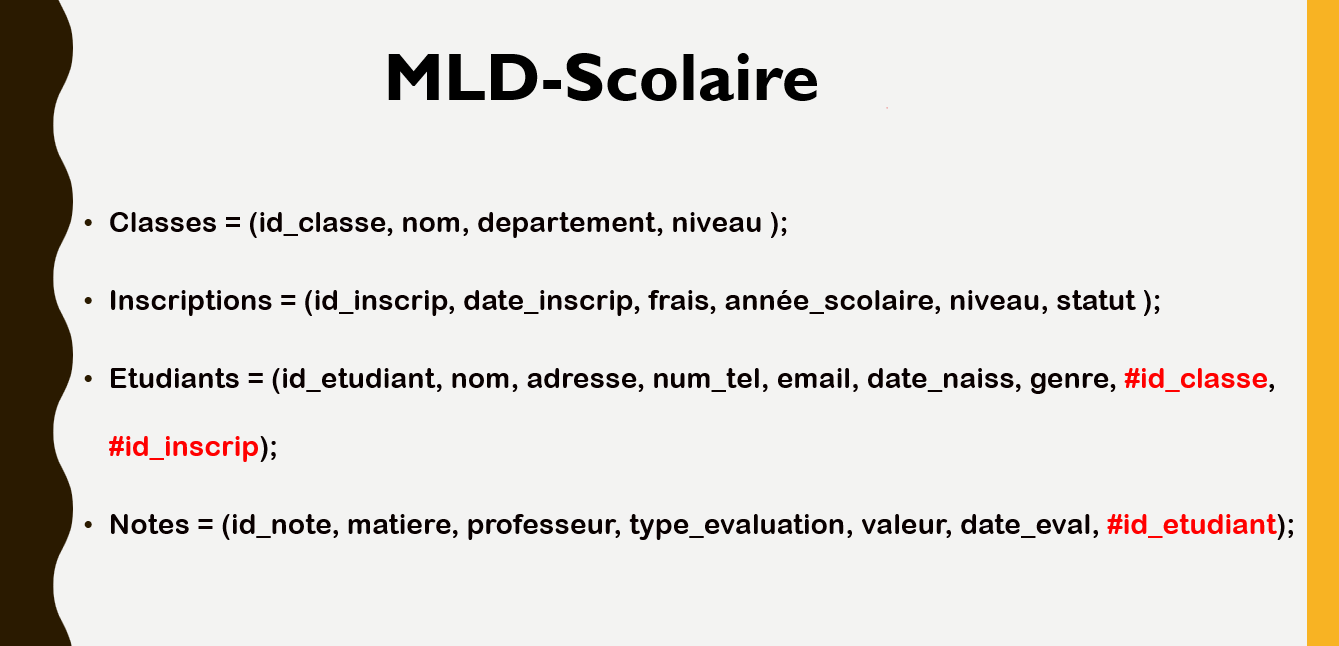 MLD-Scolaire
• Classes = (id_classe, nom, departement, niveau );
• Inscriptions = (id_inscrip, date_inscrip, frais, année_scolaire, niveau, statut );
• Etudiants = (id_etudiant, nom, adresse, num_tel, email, date_naiss, genre, #id_classe,
#id_inscrip);
• Notes = (id_note, matiere, professeur, type_evaluation, valeur, date_eval, #id_etudiant);